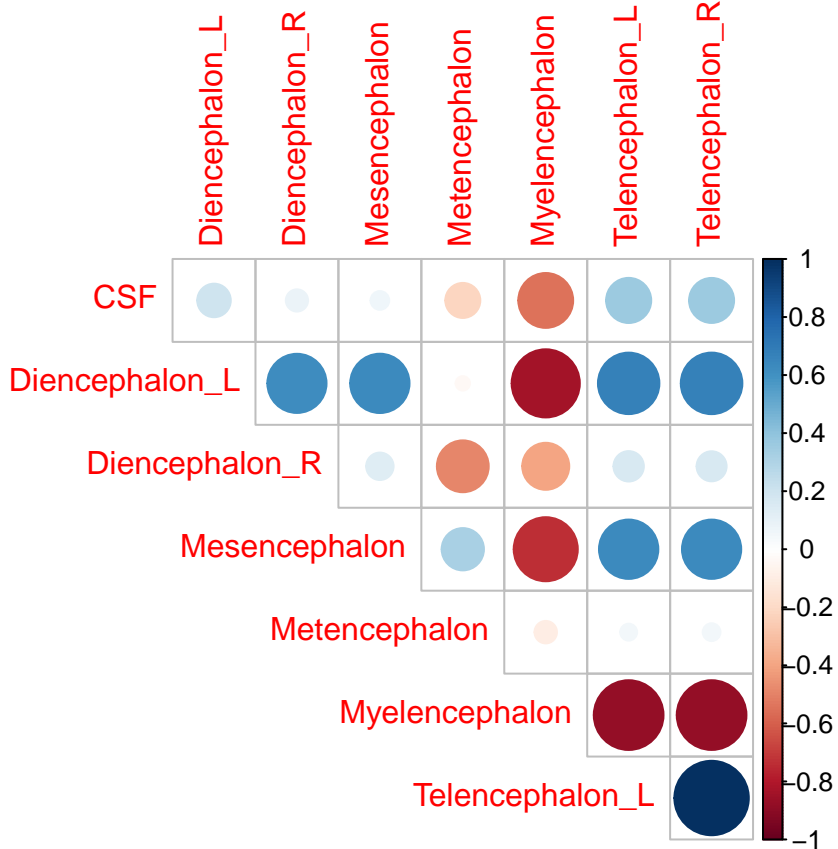 Diencephalon_L
Diencephalon_R
Mesencephalon
Metencephalon
Myelencephalon
Telencephalon_L
Telencephalon_R
CSF
Diencephalon_L
Diencephalon_R
Mesencephalon
Metencephalon
Myelencephalon
Telencephalon_L
1
0.8
0.6
0.4
0.2
0
−0.2
−0.4
−0.6
−0.8
−1